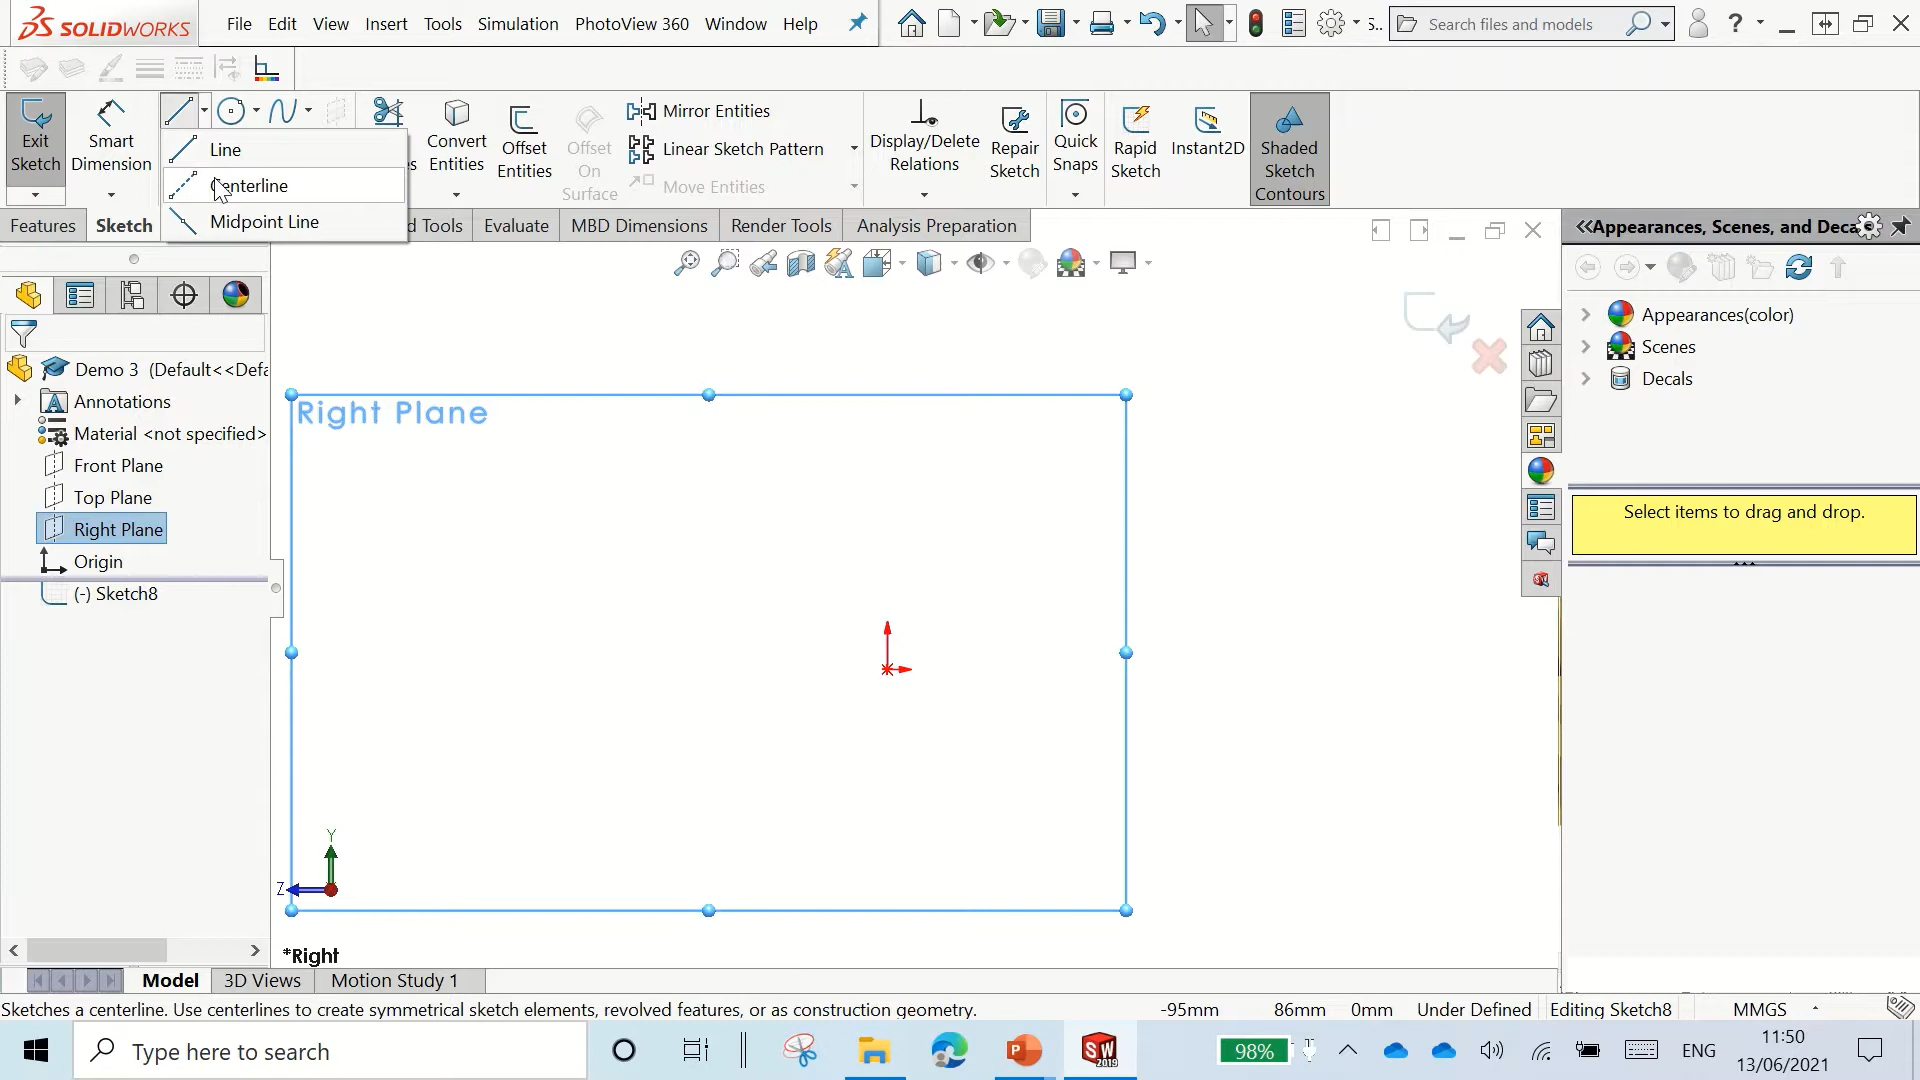 SOLIDWORKS
File Edit View Insert Tools Simulation PhotoView 360 Window Help
S..
Search files and models
?
Exit Sketch
Smart Dimension
Line
Centerline
Midpoint Line
Convert Entities
Offset Entities
Offset On Surface
Mirror Entities
Linear Sketch Pattern
Move Entities
Display/Delete Relations
Repair Sketch
Quick Snaps
Rapid Sketch
Instant2D
Shaded Sketch Contours
Features Sketch d Tools Evaluate MBD Dimensions Render Tools Analysis Preparation
Appearances, Scenes, and Deca
Appearances(color)
Scenes
Decals
Select items to drag and drop.
Demo 3 (Default<<Defa
Annotations
Material <not specified>
Front Plane
Top Plane
Right Plane
Origin
(-) Sketch8
Right Plane
Y
Z
*Right
Model 3D Views Motion Study 1
Sketches a centerline. Use centerlines to create symmetrical sketch elements, revolved features, or as construction geometry.
-95mm 86mm 0mm Under Defined Editing Sketch8 MMGS
Type here to search
P
SW
2019
98%
ENG
11:50
13/06/2021